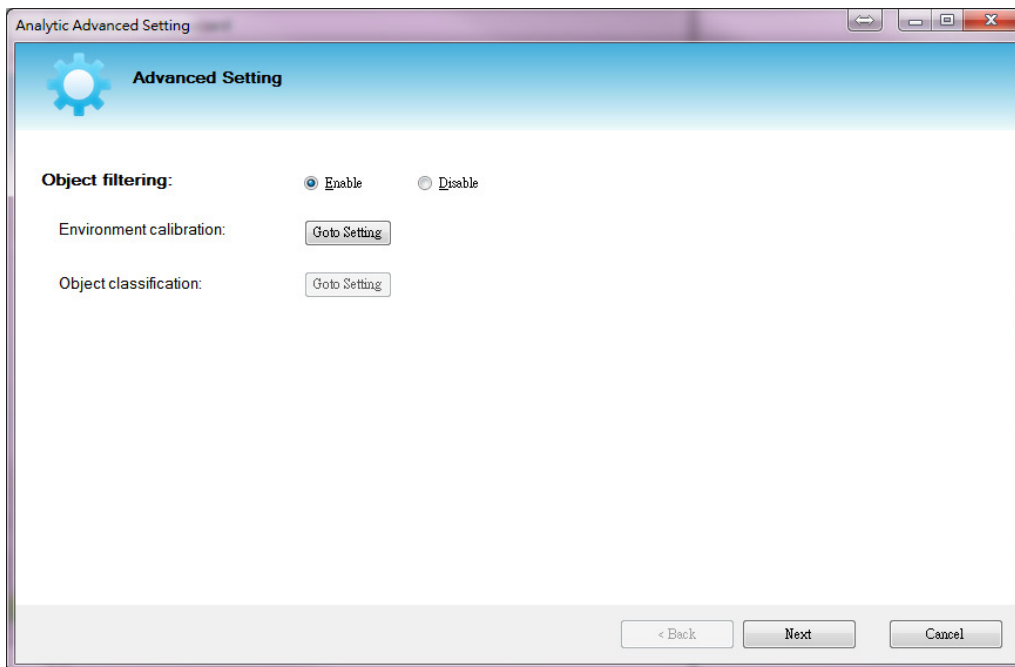 Analytic Advanced Setting
Advanced Setting
Object filtering: Enable Disable
Environment calibration: Goto Setting
Object classification: Goto Setting
< Back Next Cancel